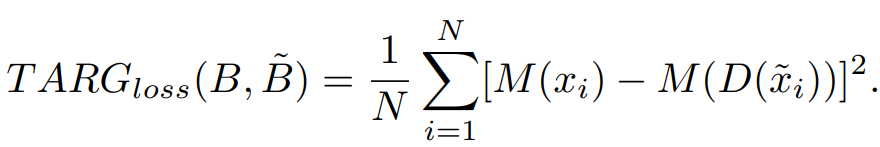 TARG_{loss}(B, \tilde{B}) = \frac{1}{N} \sum_{i=1}^{N} [M(x_i) - M(D(\tilde{x}_i))]^2.